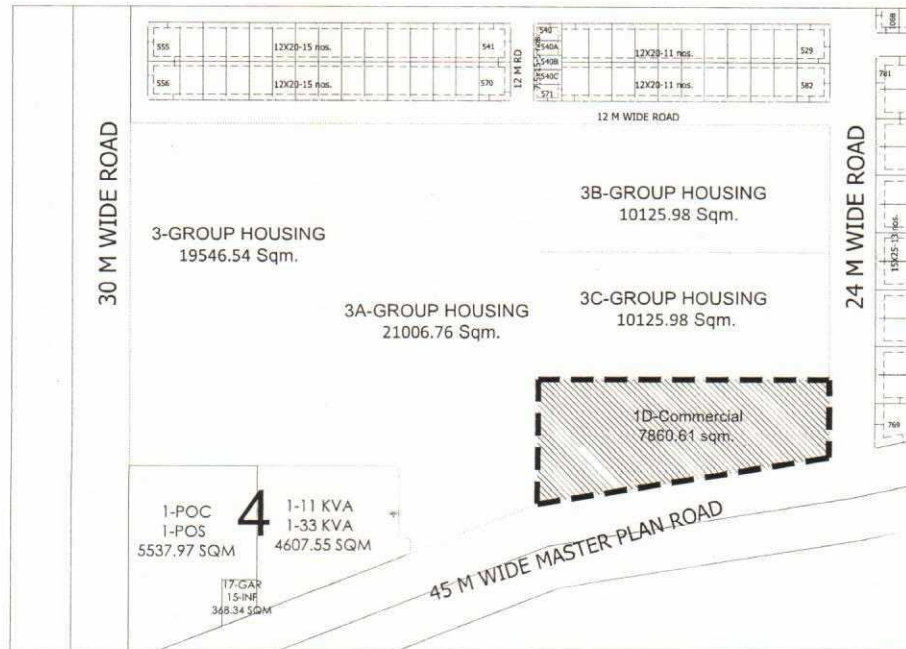 555
12X20-15 nos.
541
556
12X20-15 nos.
570
12 M RD
540
540A
540B
540C
571
12X20-11 nos.
529
12X20-11 nos.
582
781
12 M WIDE ROAD
30 M WIDE ROAD
24 M WIDE ROAD
15X25-13 nos.
769
3-GROUP HOUSING
19546.54 Sqm.
3A-GROUP HOUSING
21006.76 Sqm.
3B-GROUP HOUSING
10125.98 Sqm.
3C-GROUP HOUSING
10125.98 Sqm.
1D-Commercial
7860.61 sqm.
1-POC
1-POS
5537.97 SQM
4
1-11 KVA
1-33 KVA
4607.55 SQM
17-GAR
15-INF
368.34 SQM
45 M WIDE MASTER PLAN ROAD